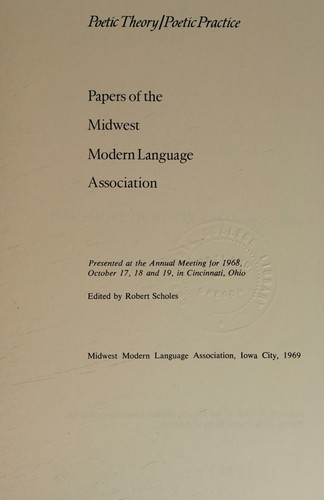 Poetic Theory/Poetic Practice
Papers of the
Midwest
Modern Language
Association
Presented at the Annual Meeting for 1968,
October 17, 18 and 19, in Cincinnati, Ohio
Edited by Robert Scholes
Midwest Modern Language Association, Iowa City, 1969